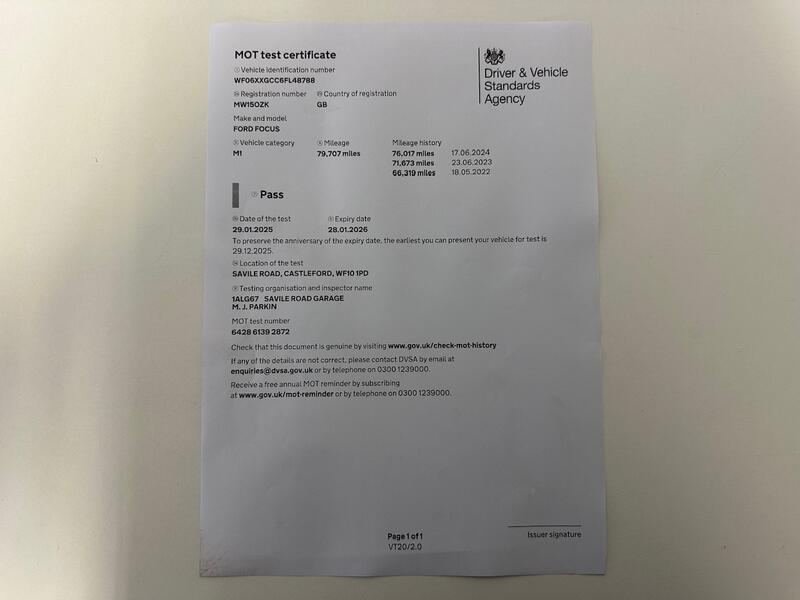 MOT test certificate
Driver & Vehicle
Standards
Agency
Vehicle identification number
WF06XXGCC6FL48788
Registration number Country of registration
MW15OZK GB
Make and model
FORD FOCUS
Vehicle category Mileage Mileage history
M1 79,707 miles 76,017 miles 17.06.2024
71,673 miles 23.06.2023
66,319 miles 18.05.2022
Pass
Date of the test Expiry date
29.01.2025 28.01.2026
To preserve the anniversary of the expiry date, the earliest you can present your vehicle for test is
29.12.2025.
Location of the test
SAVILE ROAD, CASTLEFORD, WF10 1PD
Testing organisation and inspector name
1ALG67 SAVILE ROAD GARAGE
M. J. PARKIN
MOT test number
6428 6139 2872
Check that this document is genuine by visiting www.gov.uk/check-mot-history
If any of the details are not correct, please contact DVSA by email at
enquiries@dvsa.gov.uk or by telephone on 0300 1239000.
Receive a free annual MOT reminder by subscribing
at www.gov.uk/mot-reminder or by telephone on 0300 1239000.
Issuer signature
Page 1 of 1
VT20/2.0